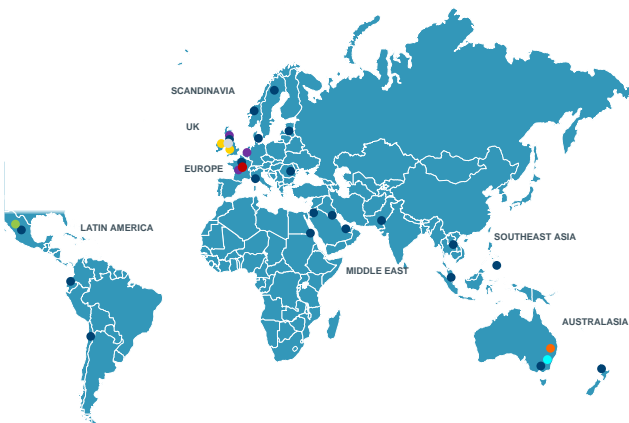 SCANDINAVIA
UK
EUROPE
LATIN AMERICA
SOUTHEAST ASIA
MIDDLE EAST
AUSTRALASIA